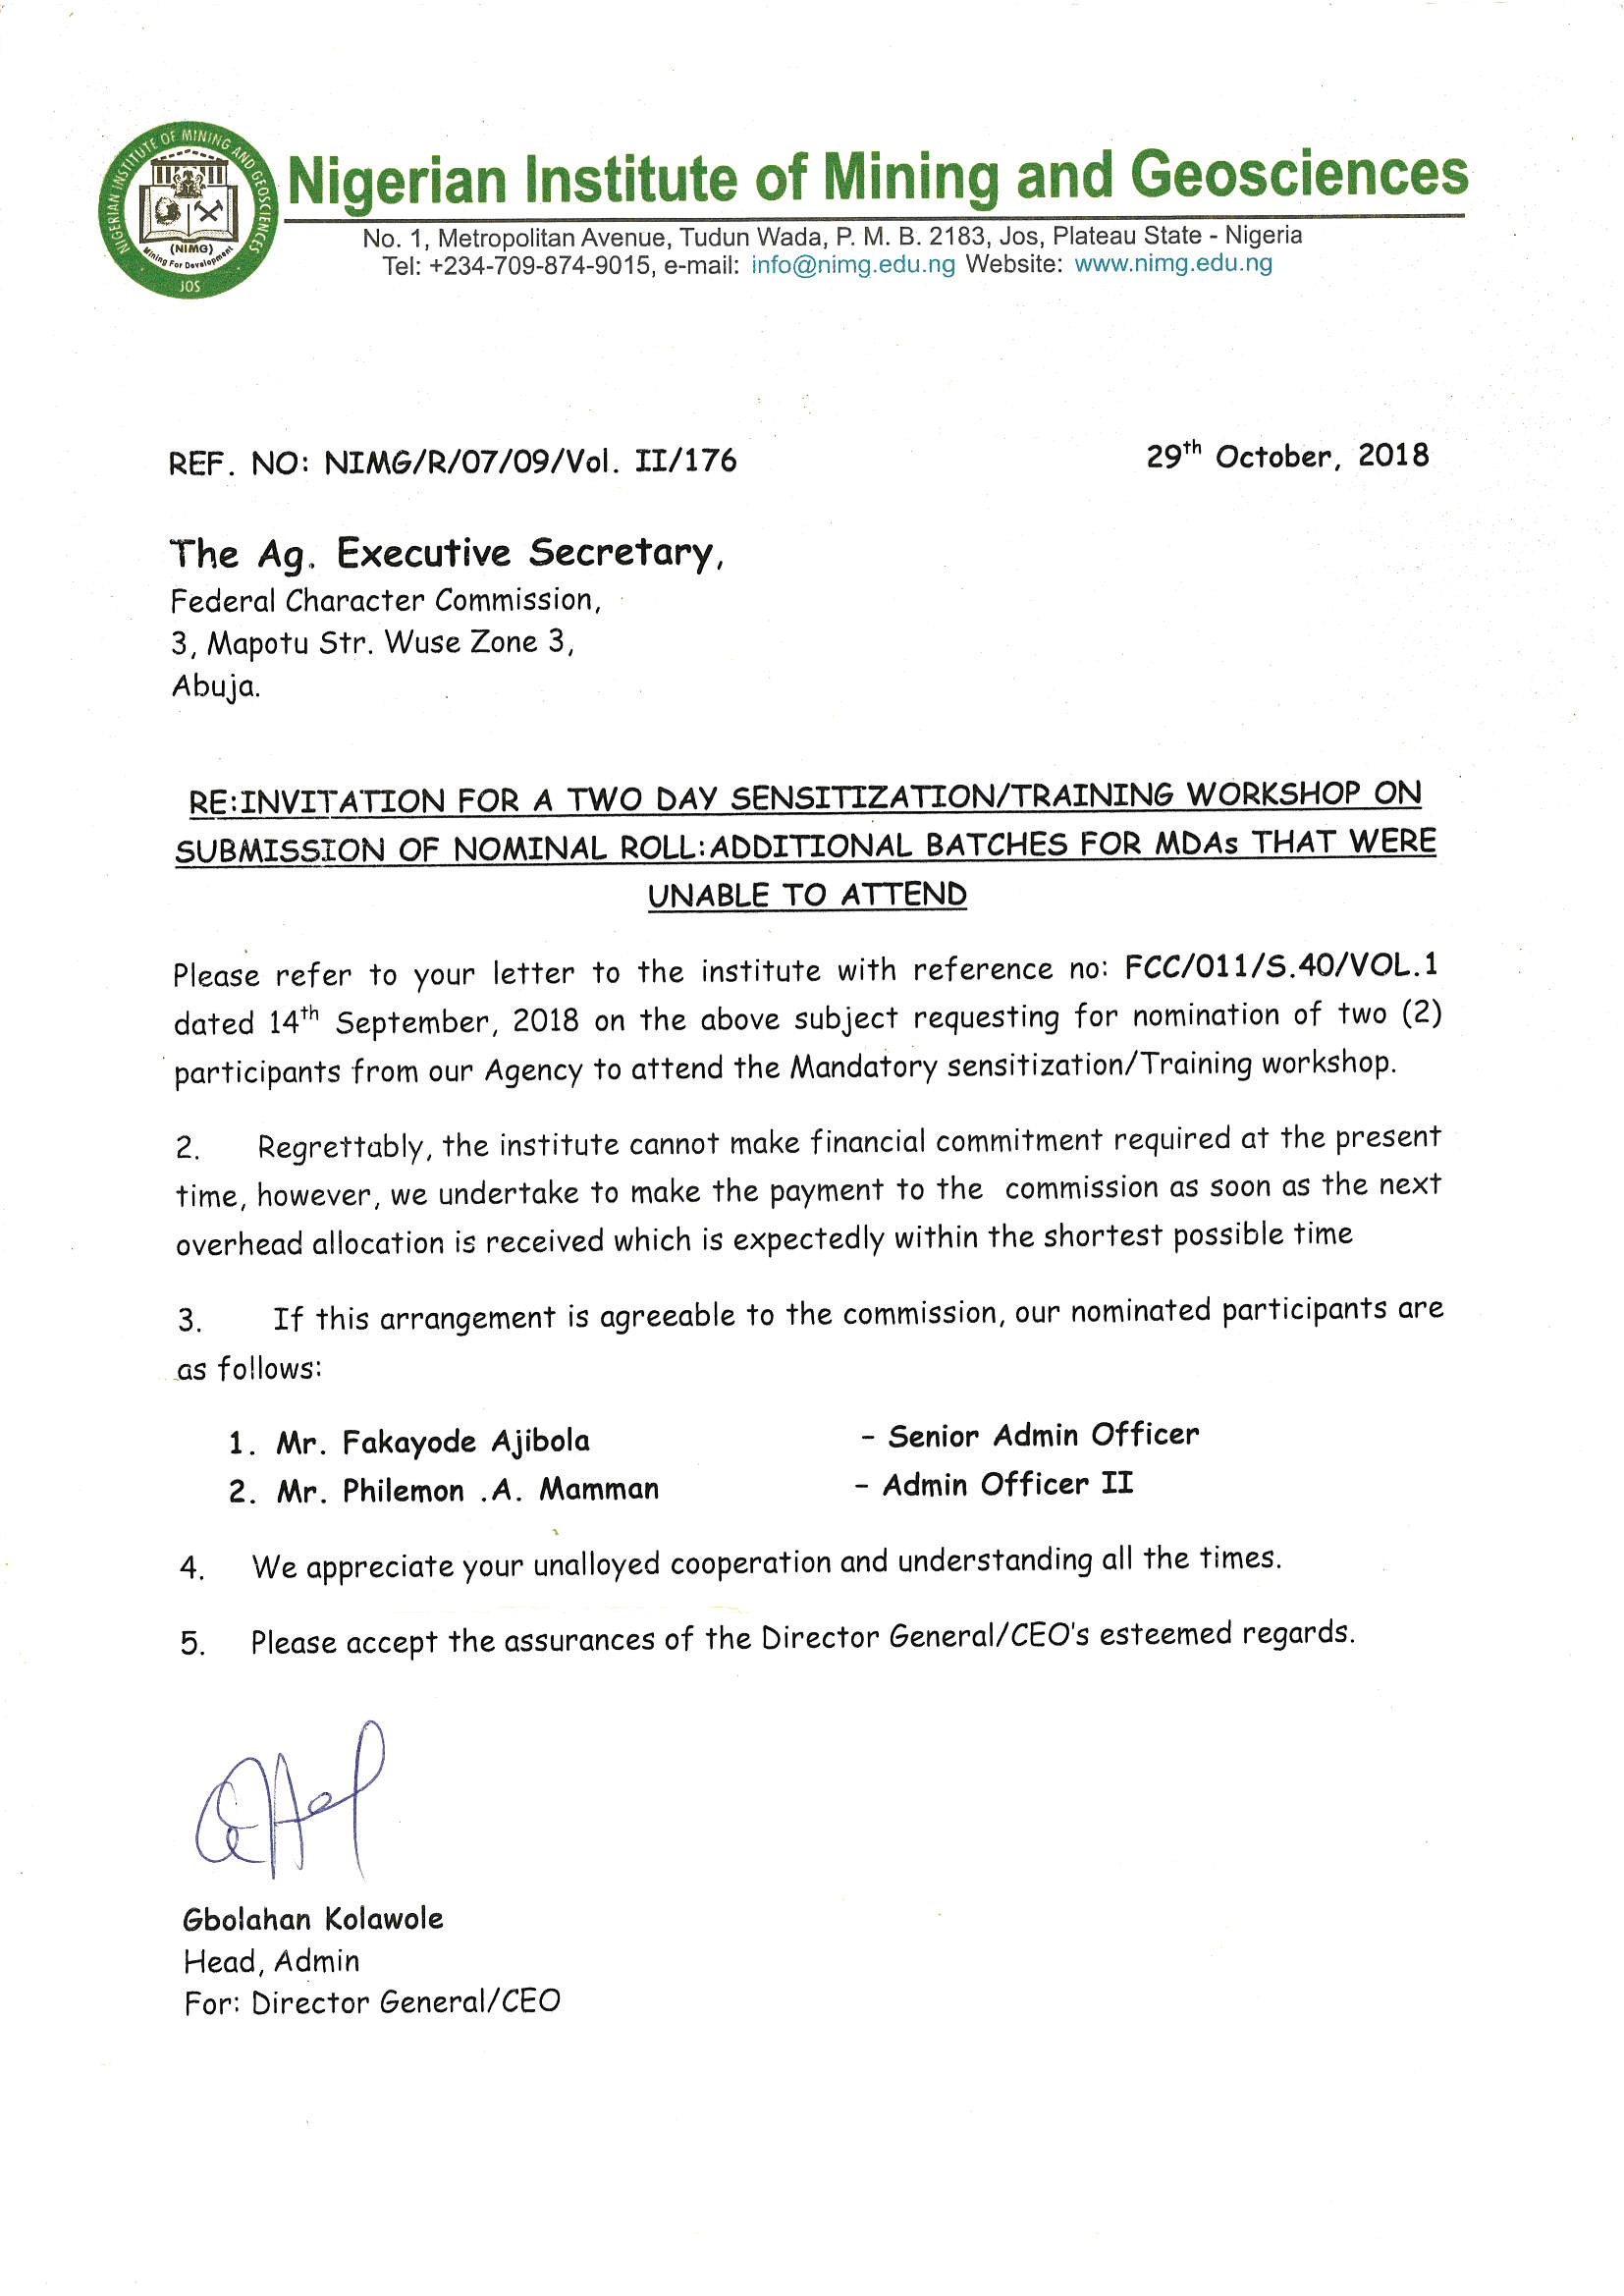 NIGERIAN INSTITUTE OF MINING AND GEOSCIENCES
(NIMG)
Mining For Development
JOS
Nigerian Institute of Mining and Geosciences
No. 1, Metropolitan Avenue, Tudun Wada, P. M. B. 2183, Jos, Plateau State - Nigeria
Tel: +234-709-874-9015, e-mail: info@nimg.edu.ng Website: www.nimg.edu.ng
REF. NO: NIMG/R/07/09/Vol. II/176
29th October, 2018
The Ag. Executive Secretary,
Federal Character Commission,
3, Mapotu Str. Wuse Zone 3,
Abuja.
RE:INVITATION FOR A TWO DAY SENSITIZATION/TRAINING WORKSHOP ON
SUBMISSION OF NOMINAL ROLL:ADDITIONAL BATCHES FOR MDAs THAT WERE
UNABLE TO ATTEND
Please refer to your letter to the institute with reference no: FCC/011/S.40/VOL.1
dated 14th September, 2018 on the above subject requesting for nomination of two (2)
participants from our Agency to attend the Mandatory sensitization/Training workshop.
2. Regrettably, the institute cannot make financial commitment required at the present
time, however, we undertake to make the payment to the commission as soon as the next
overhead allocation is received which is expectedly within the shortest possible time
3. If this arrangement is agreeable to the commission, our nominated participants are
as follows:
1. Mr. Fakayode Ajibola - Senior Admin Officer
2. Mr. Philemon .A. Mamman - Admin Officer II
4. We appreciate your unalloyed cooperation and understanding all the times.
5. Please accept the assurances of the Director General/CEO's esteemed regards.
Gbolahan Kolawole
Head, Admin
For: Director General/CEO